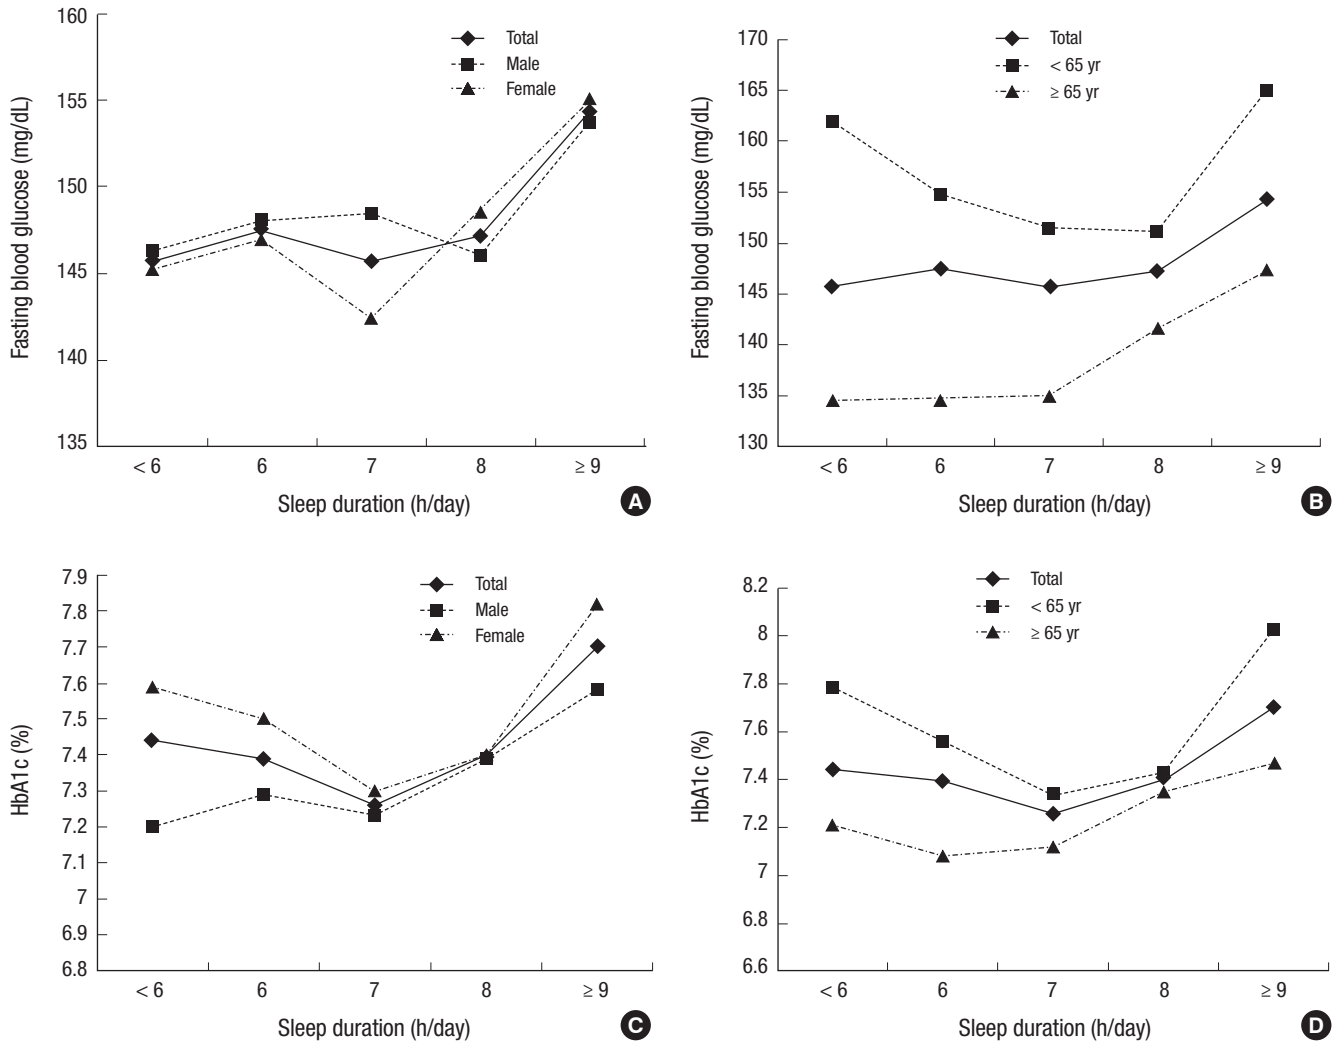 160
155
150
145
140
135
Fasting blood glucose (mg/dL)
Total
Male
Female
< 6
6
7
8
≥ 9
Sleep duration (h/day)
A
170
165
160
155
150
145
140
135
130
Fasting blood glucose (mg/dL)
Total
< 65 yr
≥ 65 yr
< 6
6
7
8
≥ 9
Sleep duration (h/day)
B
7.9
7.8
7.7
7.6
7.5
7.4
7.3
7.2
7.1
7
6.9
6.8
HbA1c (%)
Total
Male
Female
< 6
6
7
8
≥ 9
Sleep duration (h/day)
C
8.2
8
7.8
7.6
7.4
7.2
7
6.8
6.6
HbA1c (%)
Total
< 65 yr
≥ 65 yr
< 6
6
7
8
≥ 9
Sleep duration (h/day)
D